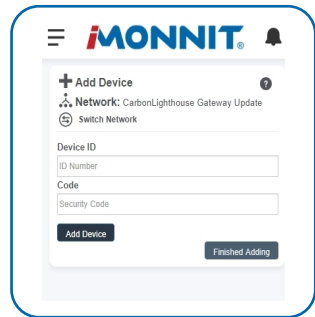 iMONNIT®
Add Device
?
Network: CarbonLighthouse Gateway Update
Switch Network
Device ID
ID Number
Code
Security Code
Add Device
Finished Adding